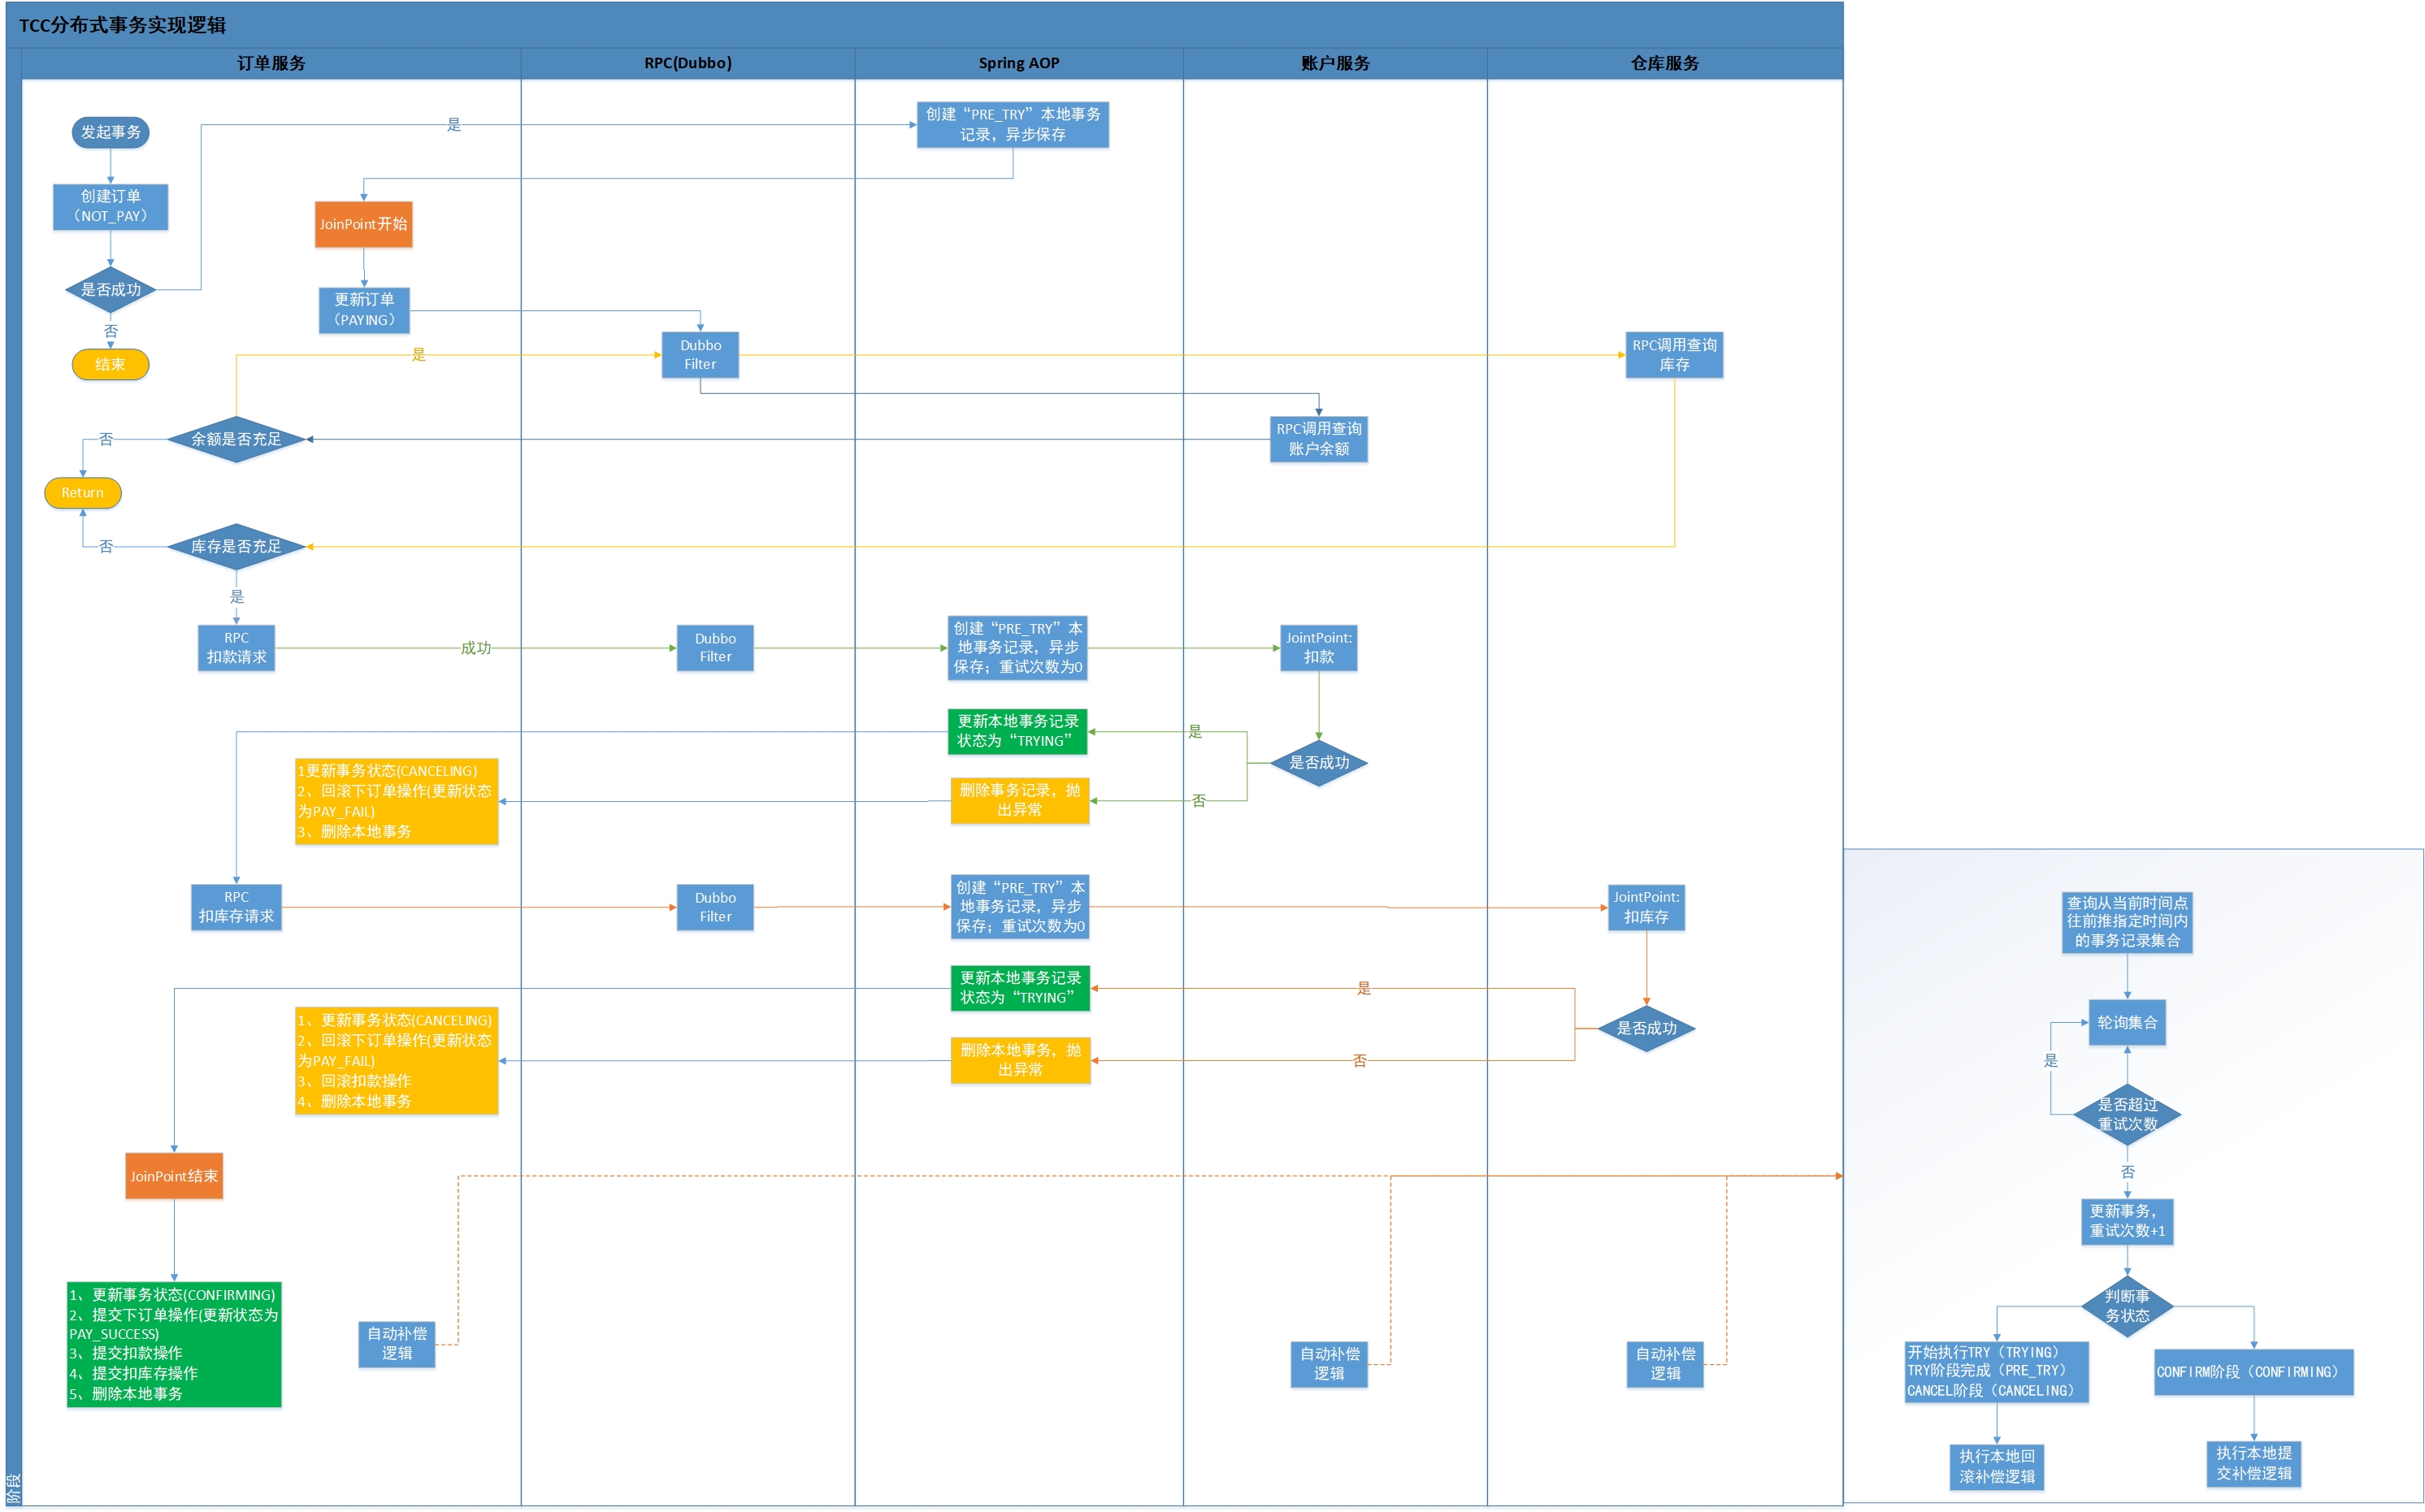 TCC分布式事务实现逻辑
订单服务
RPC(Dubbo)
Spring AOP
账户服务
仓库服务
发起事务
是
创建“PRE_TRY”本地事务
记录，异步保存
创建订单
（NOT_PAY）
JoinPoint开始
是否成功
更新订单
（PAYING）
否
结束
是
Dubbo
Filter
RPC调用查询
库存
否
余额是否充足
RPC调用查询
账户余额
Return
否
库存是否充足
是
RPC
扣款请求
成功
Dubbo
Filter
创建“PRE_TRY”本
地事务记录，异步
保存；重试次数为0
JointPoint:
扣款
更新本地事务记录
状态为“TRYING”
是
是否成功
1更新事务状态(CANCELING)
2、回滚下订单操作(更新状态
为PAY_FAIL)
3、删除本地事务
删除事务记录，抛
出异常
否
RPC
扣库存请求
Dubbo
Filter
创建“PRE_TRY”本
地事务记录，异步
保存；重试次数为0
JointPoint:
扣库存
更新本地事务记录
状态为“TRYING”
是
是否成功
1、更新事务状态(CANCELING)
2、回滚下订单操作(更新状态
为PAY_FAIL)
3、回滚扣款操作
4、删除本地事务
删除本地事务，抛
出异常
否
JoinPoint结束
1、更新事务状态(CONFIRMING)
2、提交下订单操作(更新状态为
PAY_SUCCESS)
3、提交扣款操作
4、提交扣库存操作
5、删除本地事务
自动补偿
逻辑
自动补偿
逻辑
自动补偿
逻辑
阶段
查询从当前时间点
往前推指定时间内
的事务记录集合
轮询集合
是
是否超过
重试次数
否
更新事务，
重试次数+1
判断事
务状态
开始执行TRY（TRYING）
TRY阶段完成（PRE_TRY）
CANCEL阶段（CANCELING）
CONFIRM阶段（CONFIRMING）
执行本地回
滚补偿逻辑
执行本地提
交补偿逻辑